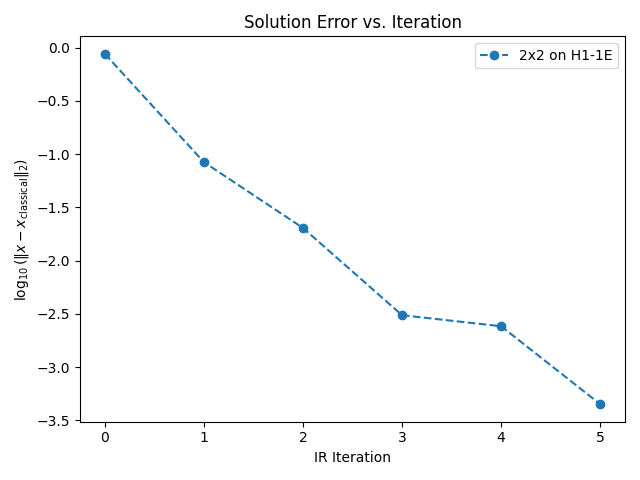 Solution Error vs. Iteration
2x2 on H1-1E
0.0
−0.5
−1.0
−1.5
−2.0
−2.5
−3.0
−3.5
log₁₀(‖x − x_classical‖₂)
0 1 2 3 4 5
IR Iteration